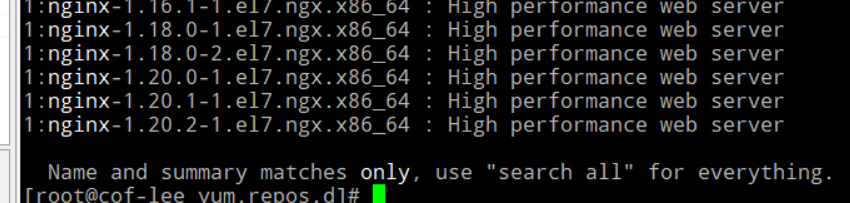 1:nginx-1.16.1-1.el7.ngx.x86_64 : High performance web server
1:nginx-1.18.0-1.el7.ngx.x86_64 : High performance web server
1:nginx-1.18.0-2.el7.ngx.x86_64 : High performance web server
1:nginx-1.20.0-1.el7.ngx.x86_64 : High performance web server
1:nginx-1.20.1-1.el7.ngx.x86_64 : High performance web server
1:nginx-1.20.2-1.el7.ngx.x86_64 : High performance web server
Name and summary matches only, use "search all" for everything.
[root@cof-lee yum.repos.d]#